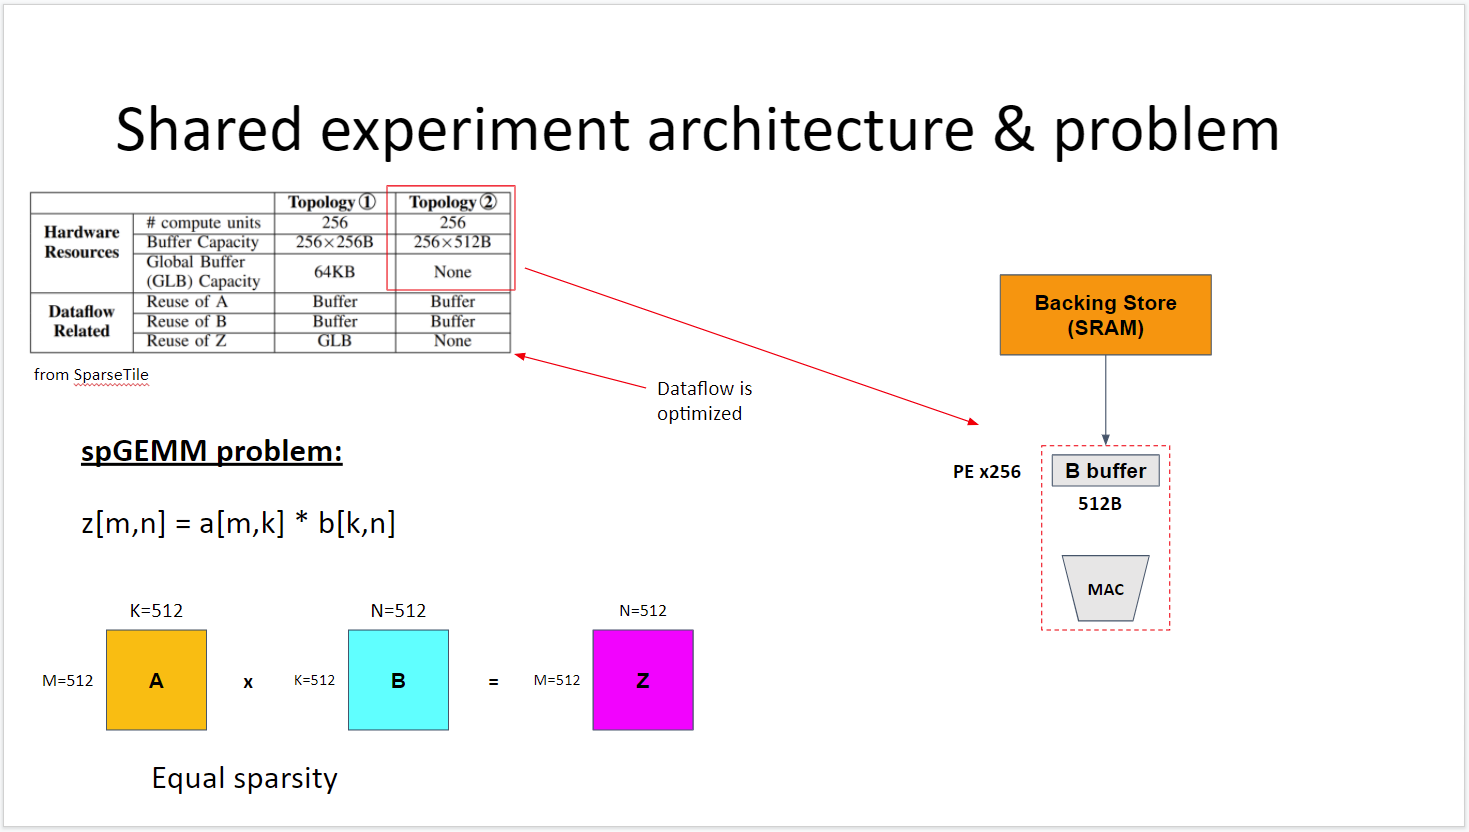 Shared experiment architecture & problem
Topology ① Topology ②
Hardware Resources
# compute units 256 256
Buffer Capacity 256×256B 256×512B
Global Buffer (GLB) Capacity 64KB None
Dataflow Related
Reuse of A Buffer Buffer
Reuse of B Buffer Buffer
Reuse of Z GLB None
from SparseTile
Dataflow is
optimized
Backing Store
(SRAM)
PE x256
B buffer
512B
MAC
spGEMM problem:
z[m,n] = a[m,k] * b[k,n]
K=512 N=512 N=512
M=512 A x K=512 B = M=512 Z
Equal sparsity